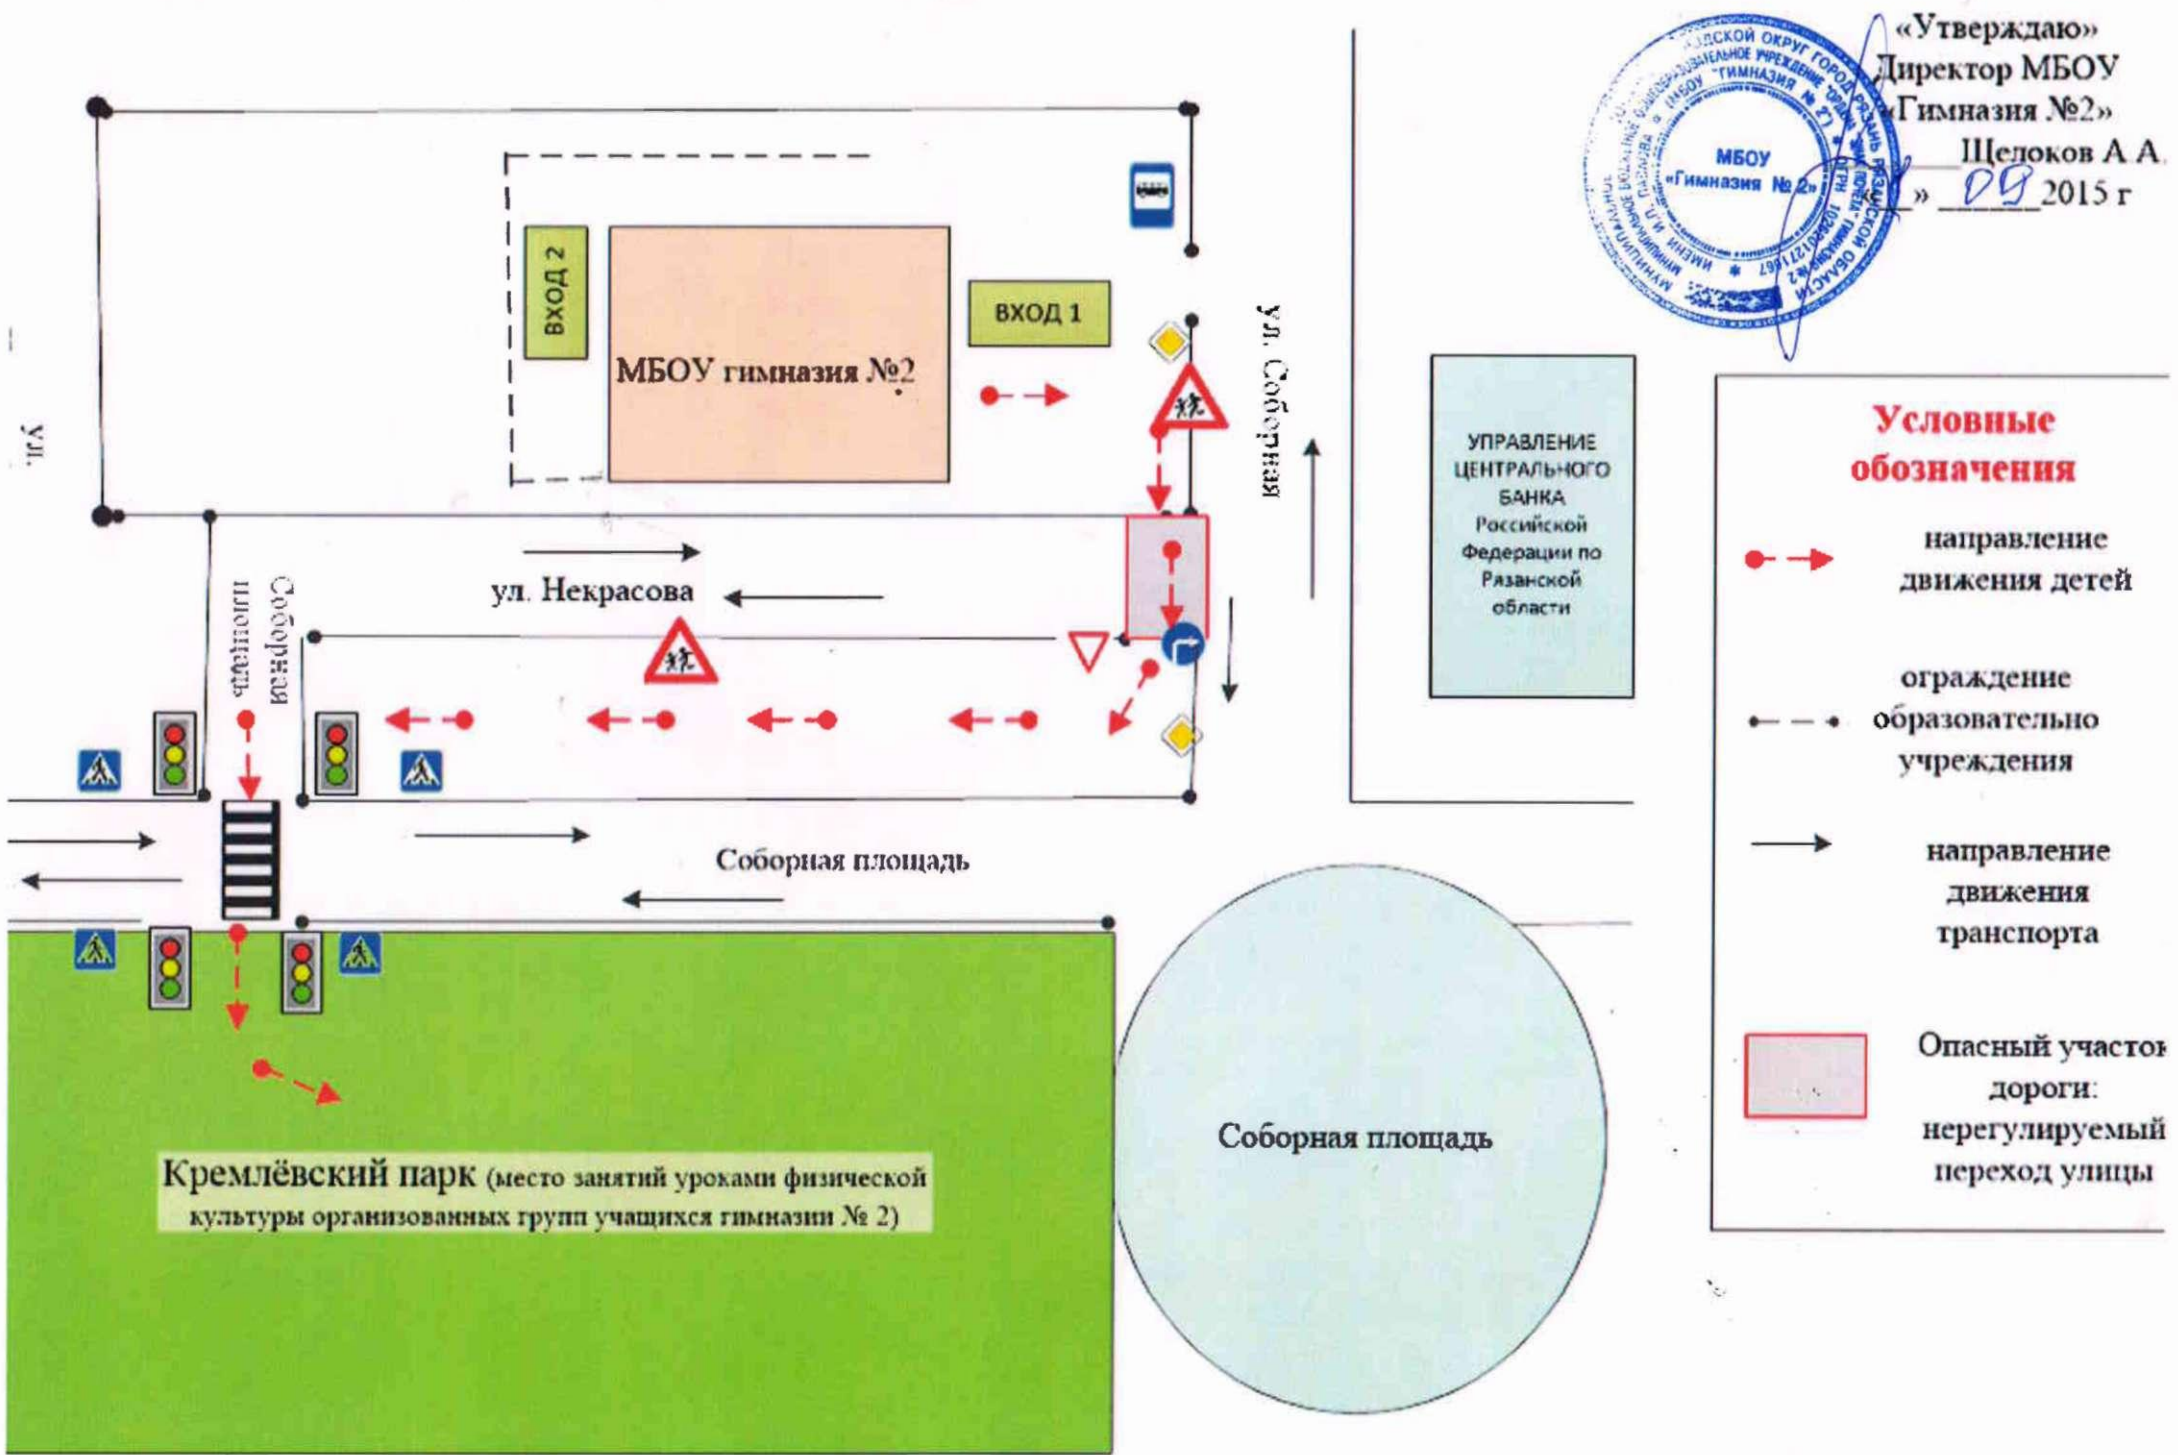 «Утверждаю»
Директор МБОУ
«Гимназия №2»
Щелоков А.А.
» 09 2015 г
МБОУ
«Гимназия № 2»
ВХОД 2
МБОУ гимназия №2
ВХОД 1
ул. Соборная
ул.
УПРАВЛЕНИЕ
ЦЕНТРАЛЬНОГО
БАНКА
Российской
Федерации по
Рязанской
области
ул. Некрасова
Соборная
площадь
Соборная площадь
Соборная площадь
Кремлёвский парк (место занятий уроками физической
культуры организованных групп учащихся гимназии № 2)
Условные
обозначения
направление
движения детей
ограждение
образовательно
учреждения
направление
движения
транспорта
Опасный участок
дороги:
нерегулируемый
переход улицы